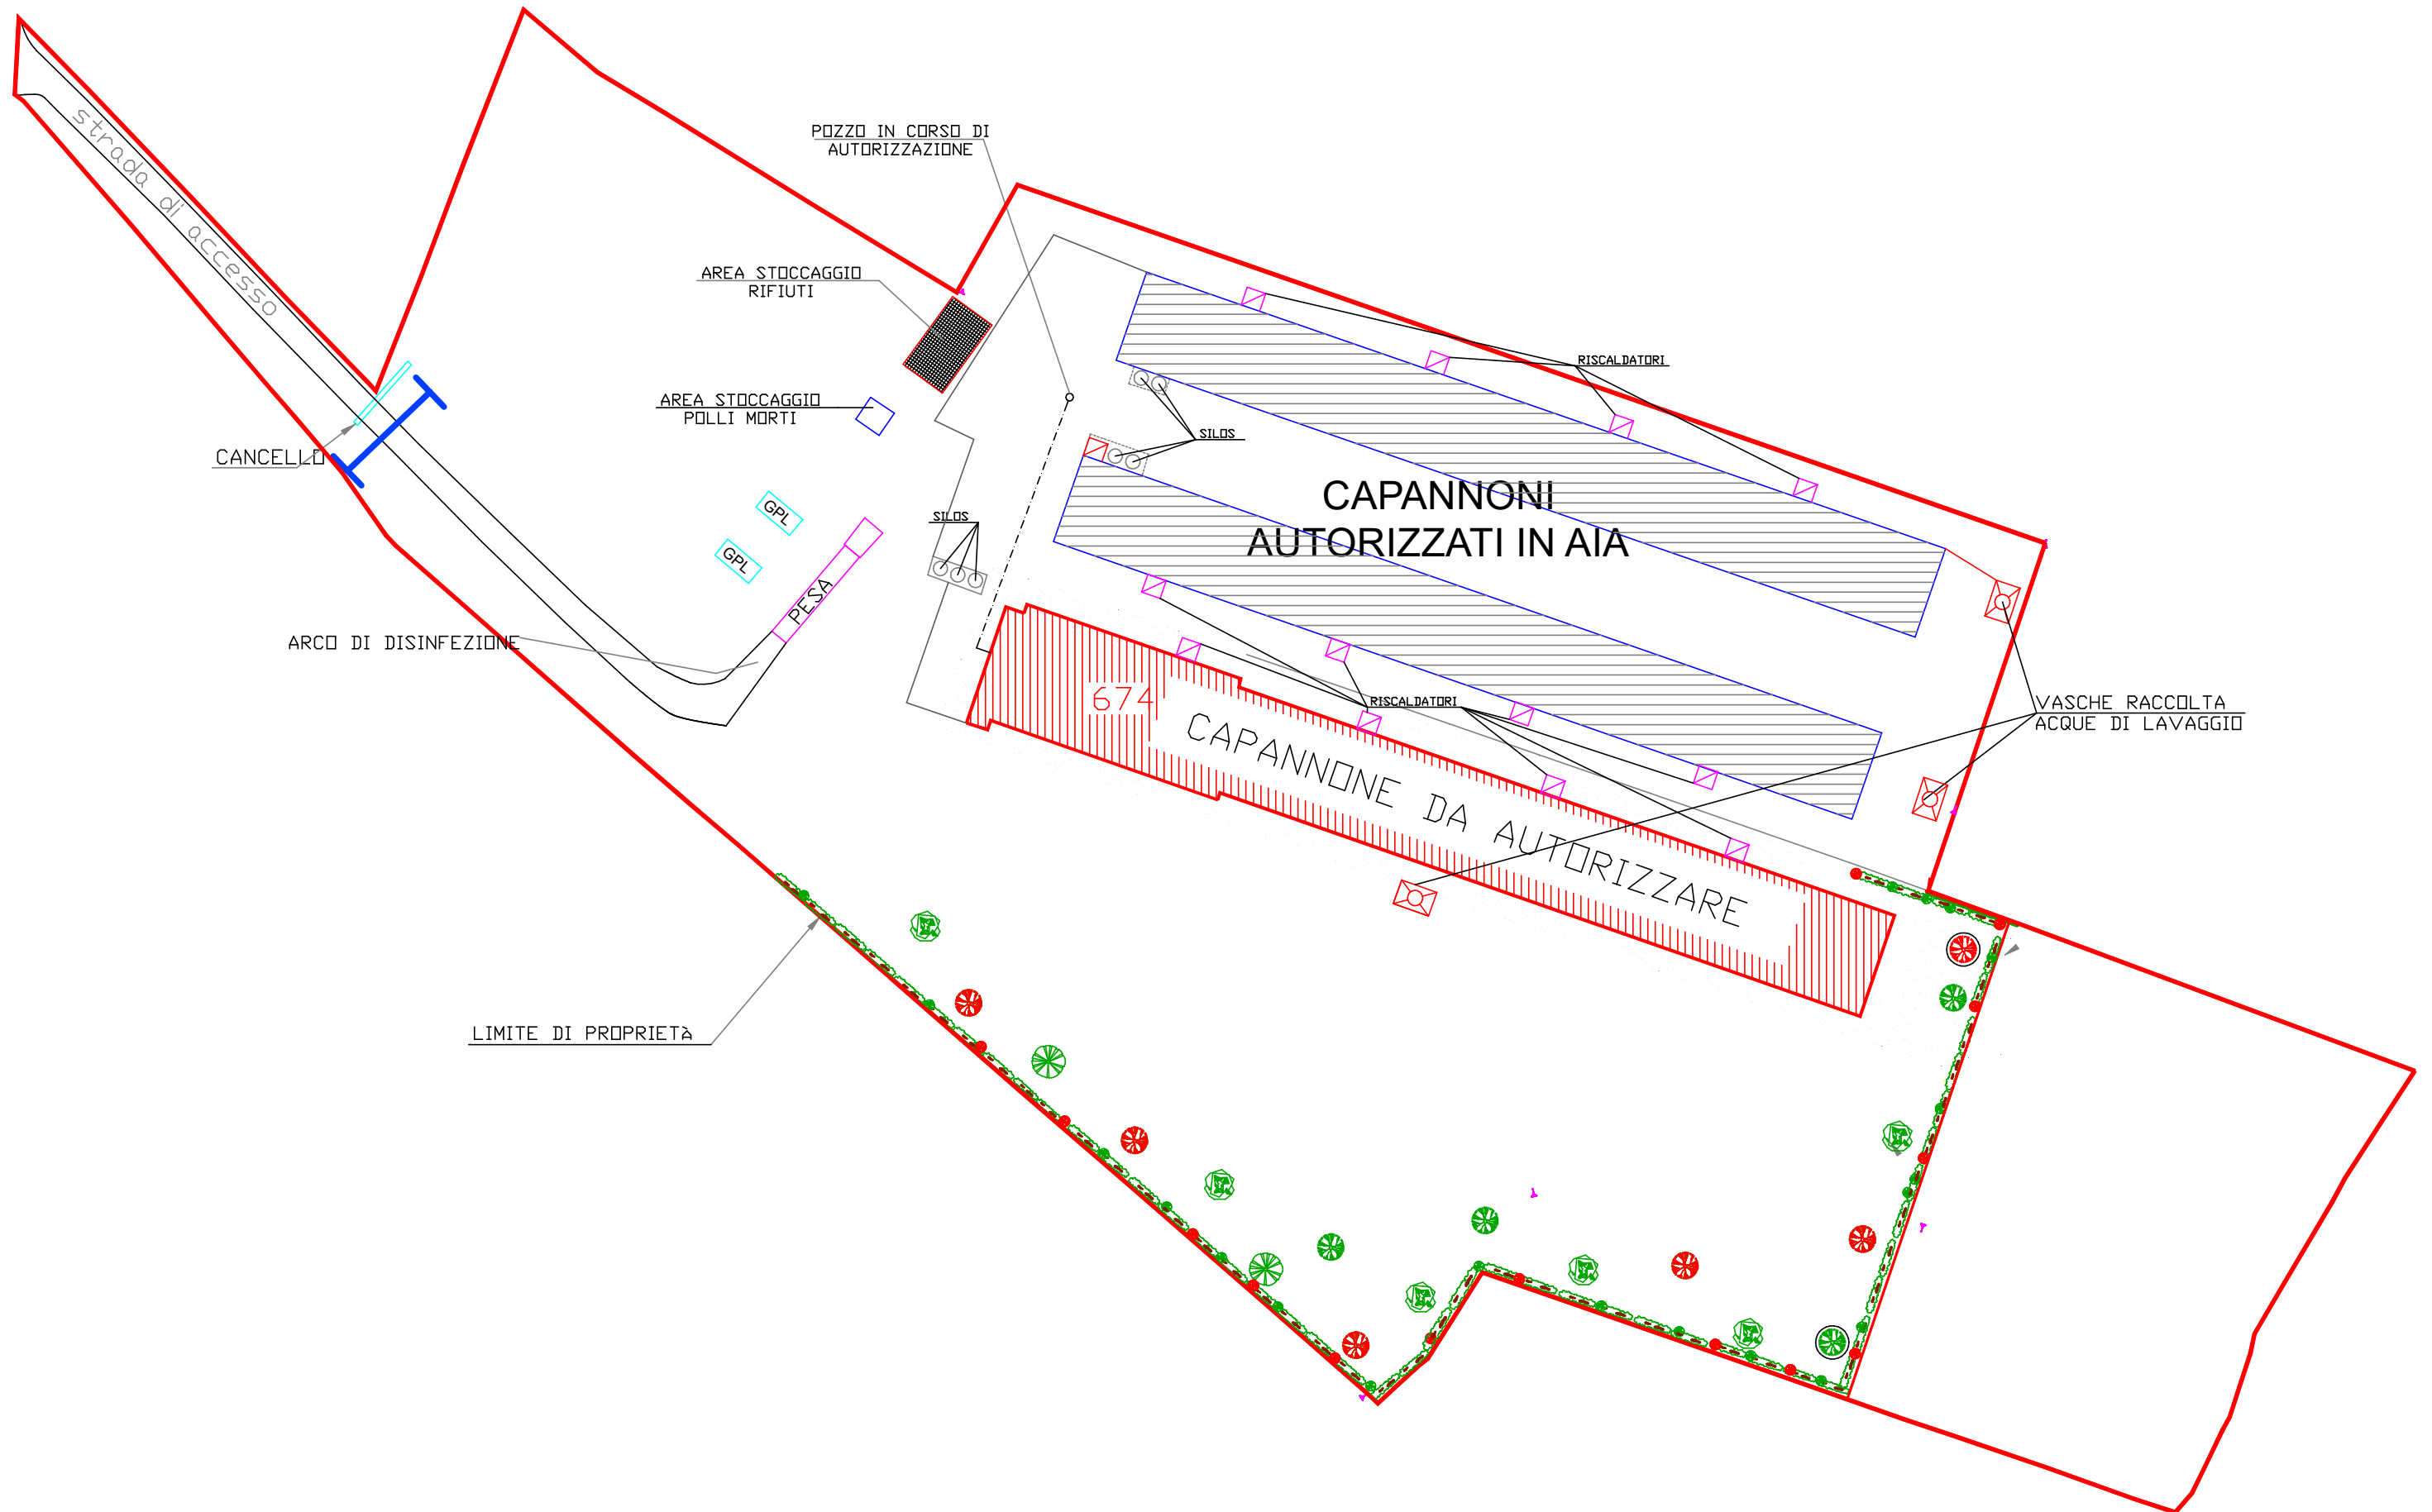 strada di accesso
POZZO IN CORSO DI
AUTORIZZAZIONE
AREA STOCCAGGIO
RIFIUTI
AREA STOCCAGGIO
POLLI MORTI
CANCELLO
RISCALDATORI
SILOS
CAPANNONI
AUTORIZZATI IN AIA
GPL
SILOS
GPL
PESA
ARCO DI DISINFEZIONE
674
RISCALDATORI
VASCHE RACCOLTA
ACQUE DI LAVAGGIO
CAPANNONE DA AUTORIZZARE
LIMITE DI PROPRIETà